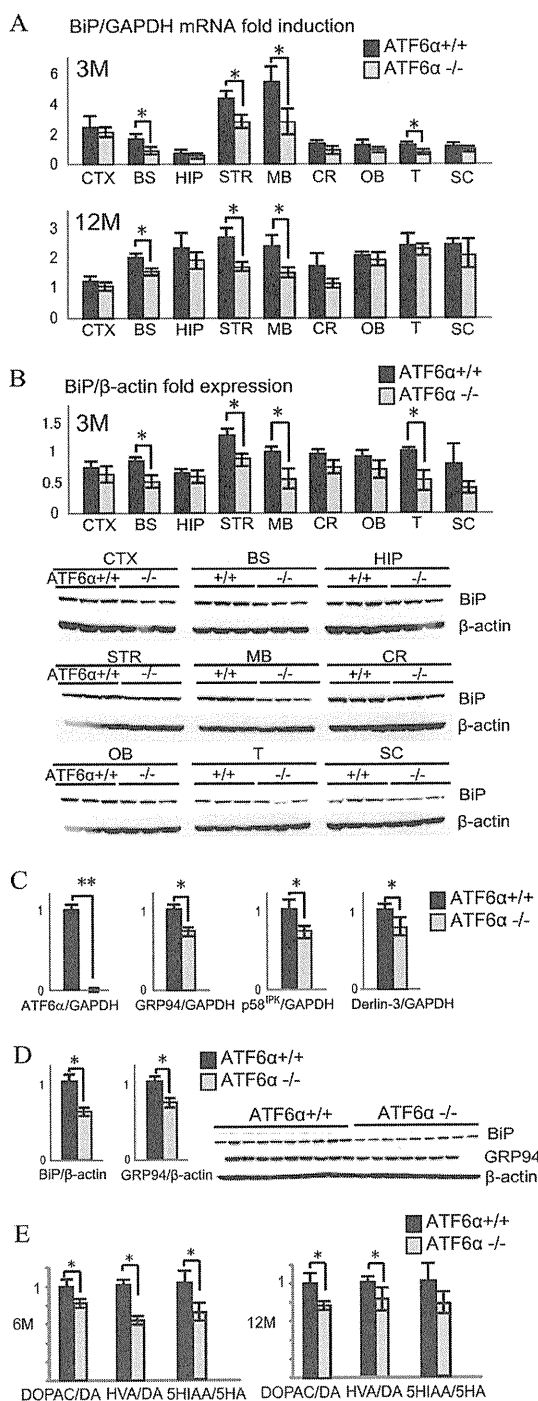 A BiP/GAPDH mRNA fold induction
ATF6α+/+
ATF6α -/-
3M
6
4
2
0
* * * *
CTX BS HIP STR MB CR OB T SC
12M
3
2
1
0
* * *
CTX BS HIP STR MB CR OB T SC
B BiP/β-actin fold expression
ATF6α+/+
ATF6α -/-
3M
1.5
1
0.5
0
* * * *
CTX BS HIP STR MB CR OB T SC
CTX BS HIP
ATF6α+/+ -/- +/+ -/- +/+ -/-
BiP
β-actin
STR MB CR
ATF6α+/+ -/- +/+ -/- +/+ -/-
BiP
β-actin
OB T SC
ATF6α+/+ -/- +/+ -/- +/+ -/-
BiP
β-actin
C
ATF6α+/+
ATF6α -/-
** * * *
1 1 1 1
0 0 0 0
ATF6α/GAPDH GRP94/GAPDH p58IPK/GAPDH Derlin-3/GAPDH
D
ATF6α+/+
ATF6α -/-
* *
1 1
0 0
BiP/β-actin GRP94/β-actin
ATF6α+/+ ATF6α -/-
BiP
GRP94
β-actin
E
ATF6α+/+
ATF6α -/-
* * * * *
1 1
6M 12M
DOPAC/DA HVA/DA 5HIAA/5HA DOPAC/DA HVA/DA 5HIAA/5HA